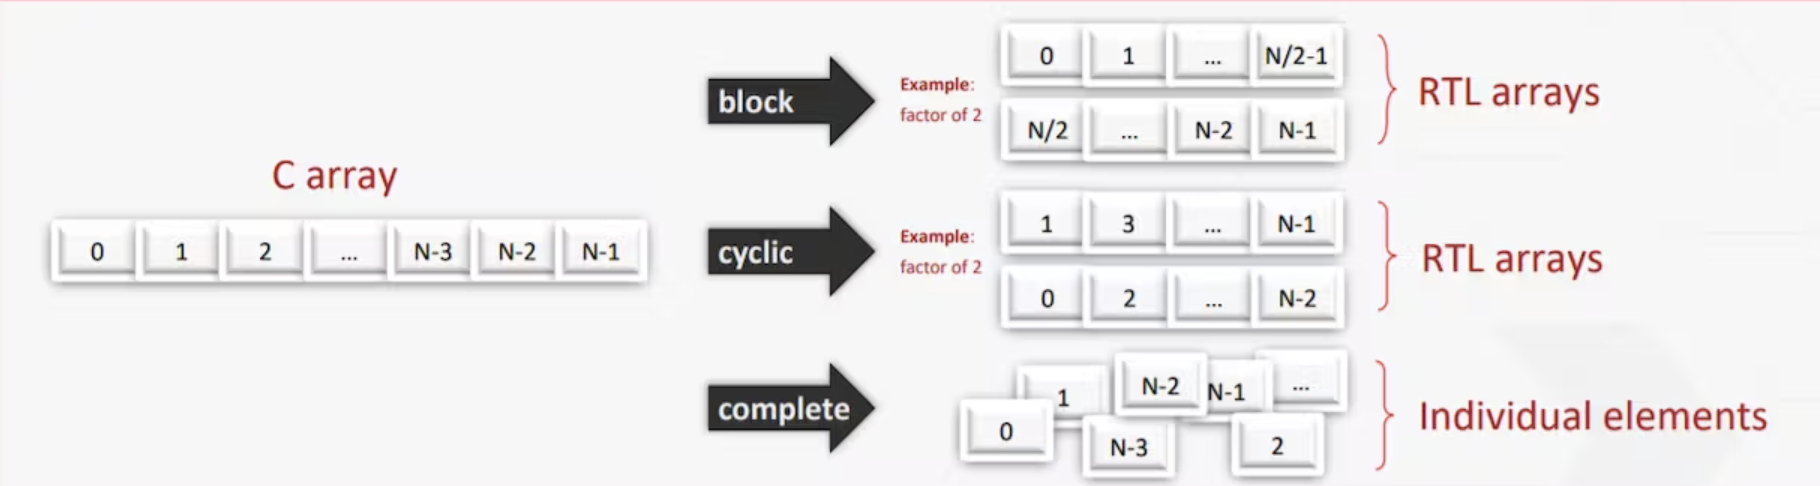 C array
0 1 2 ... N-3 N-2 N-1
block
Example:
factor of 2
0 1 ... N/2-1
N/2 ... N-2 N-1
RTL arrays
cyclic
Example:
factor of 2
1 3 ... N-1
0 2 ... N-2
RTL arrays
complete
0 1 N-2 N-1 ...
N-3 2
Individual elements